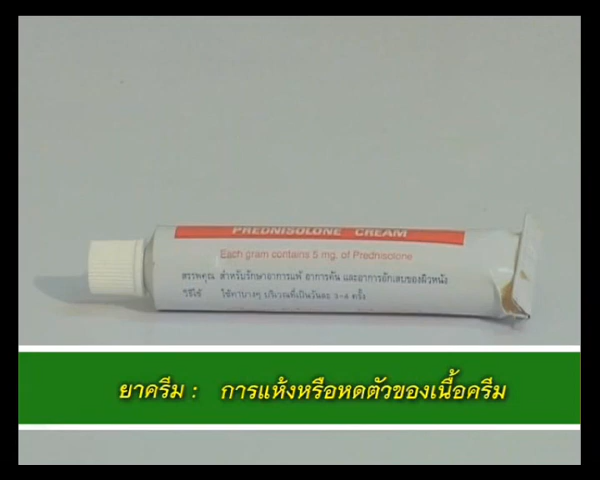 PREDNISOLONE CREAM
Each gram contains 5 mg. of Prednisolone
สรรพคุณ สำหรับรักษาอาการแพ้ อาการคัน และอาการอักเสบของผิวหนัง
วิธีใช้ ใช้ทาบางๆ บริเวณที่เป็นวันละ 3-4 ครั้ง
ยาครีม : การแห้งหรือหดตัวของเนื้อครีม